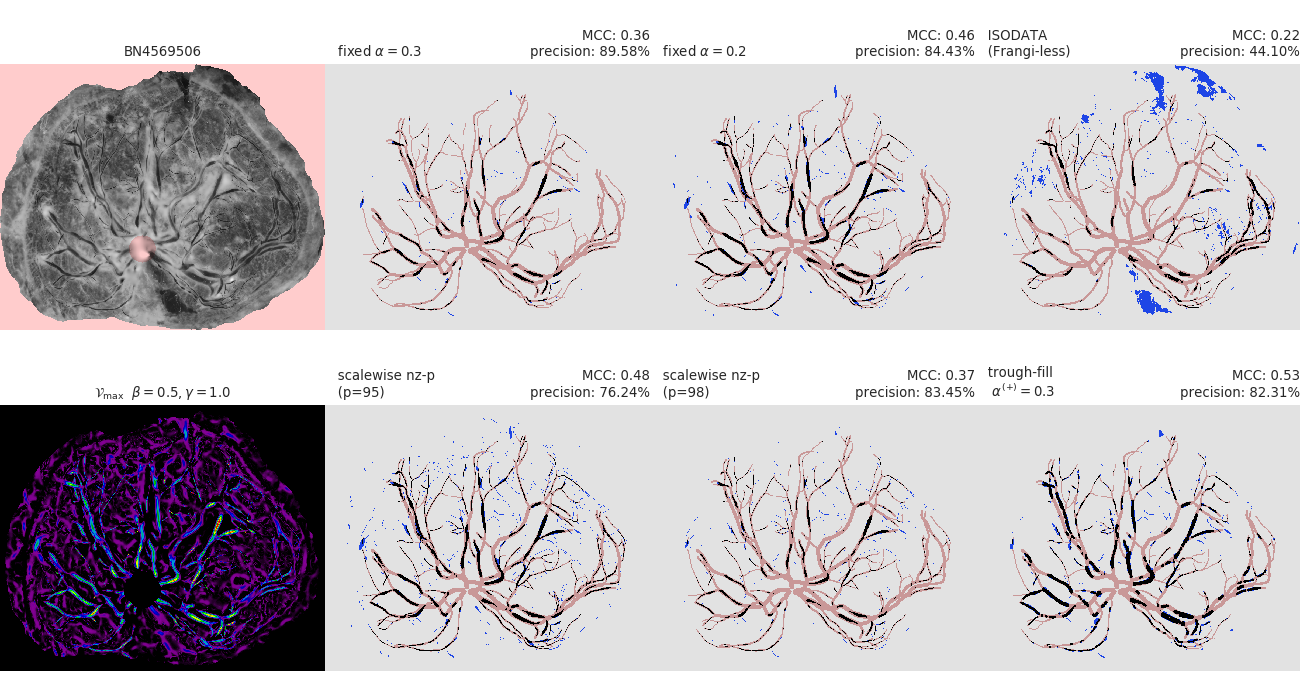 BN4569506
fixed α = 0.3
MCC: 0.36
precision: 89.58%
fixed α = 0.2
MCC: 0.46
precision: 84.43%
ISODATA
(Frangi-less)
MCC: 0.22
precision: 44.10%
𝒱max β = 0.5, γ = 1.0
scalewise nz-p
(p=95)
MCC: 0.48
precision: 76.24%
scalewise nz-p
(p=98)
MCC: 0.37
precision: 83.45%
trough-fill
α(+) = 0.3
MCC: 0.53
precision: 82.31%